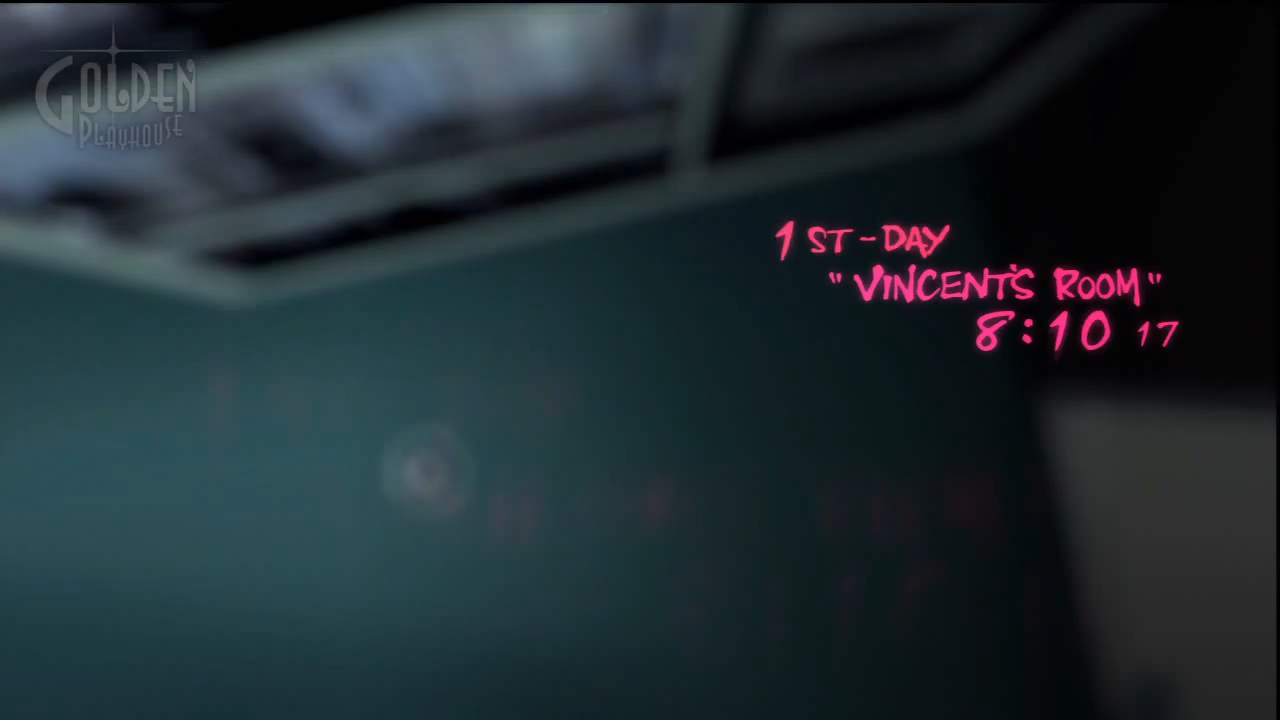 GOLDEN
PLAYHOUSE
1ST-DAY
"VINCENT'S ROOM"
8:10 17